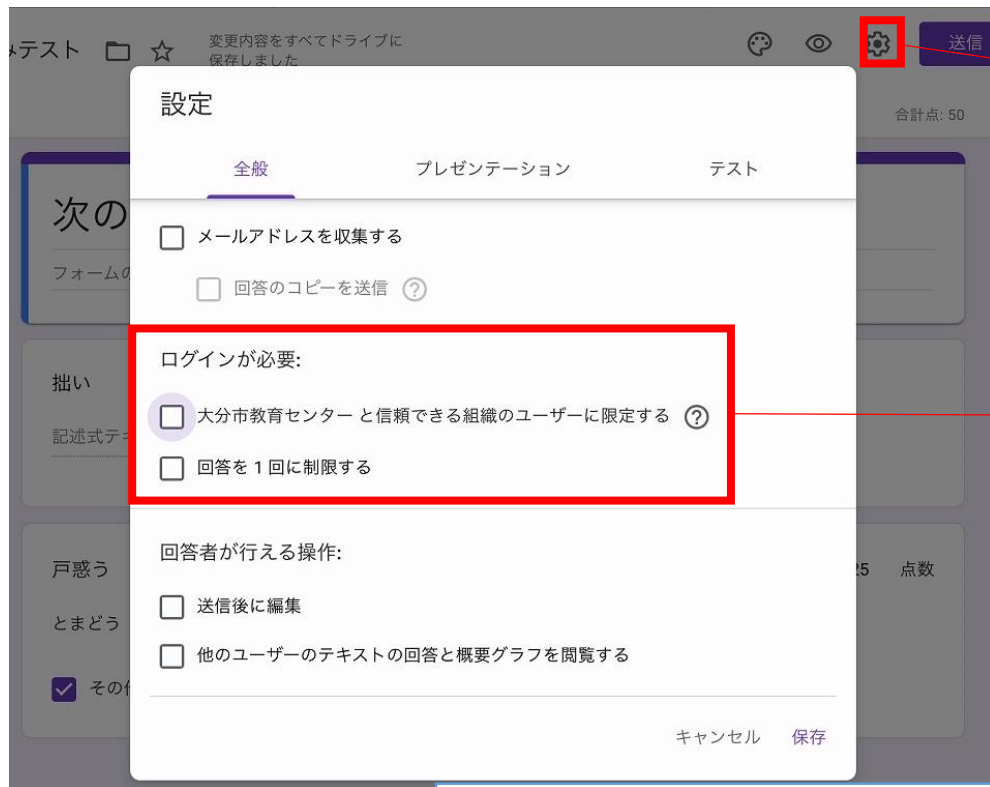 みテスト
変更内容をすべてドライブに
保存しました
送信
設定
合計点: 50
全般
プレゼンテーション
テスト
次の
メールアドレスを収集する
フォームの
回答のコピーを送信
ログインが必要:
拙い
大分市教育センター と信頼できる組織のユーザーに限定する
記述式テキ
回答を 1 回に制限する
回答者が行える操作:
戸惑う
25 点数
送信後に編集
とまどう
他のユーザーのテキストの回答と概要グラフを閲覧する
その他
キャンセル
保存